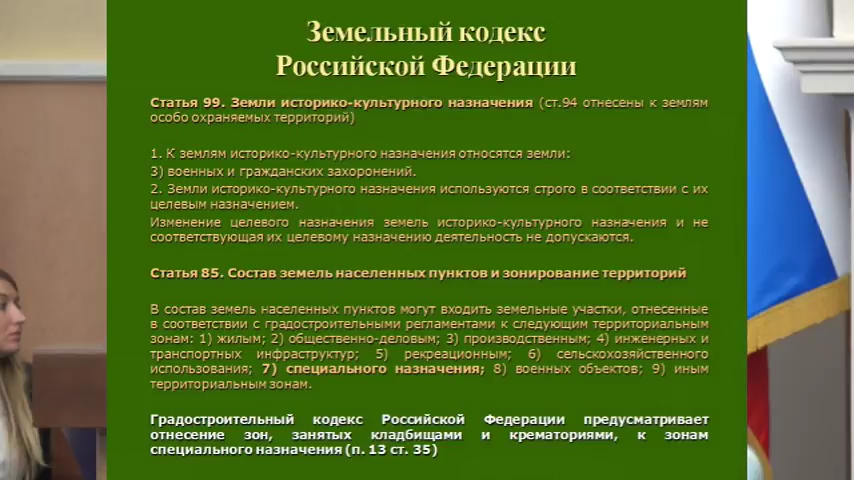 Земельный кодекс
Российской Федерации
Статья 99. Земли историко-культурного назначения (ст.94 отнесены к землям
особо охраняемых территорий)
1. К землям историко-культурного назначения относятся земли:
3) военных и гражданских захоронений.
2. Земли историко-культурного назначения используются строго в соответствии с их
целевым назначением.
Изменение целевого назначения земель историко-культурного назначения и не
соответствующая их целевому назначению деятельность не допускаются.
Статья 85. Состав земель населенных пунктов и зонирование территорий
В состав земель населенных пунктов могут входить земельные участки, отнесенные
в соответствии с градостроительными регламентами к следующим территориальным
зонам: 1) жилым; 2) общественно-деловым; 3) производственным; 4) инженерных и
транспортных инфраструктур; 5) рекреационным; 6) сельскохозяйственного
использования; 7) специального назначения; 8) военных объектов; 9) иным
территориальным зонам.
Градостроительный кодекс Российской Федерации предусматривает
отнесение зон, занятых кладбищами и крематориями, к зонам
специального назначения (п. 13 ст. 35)